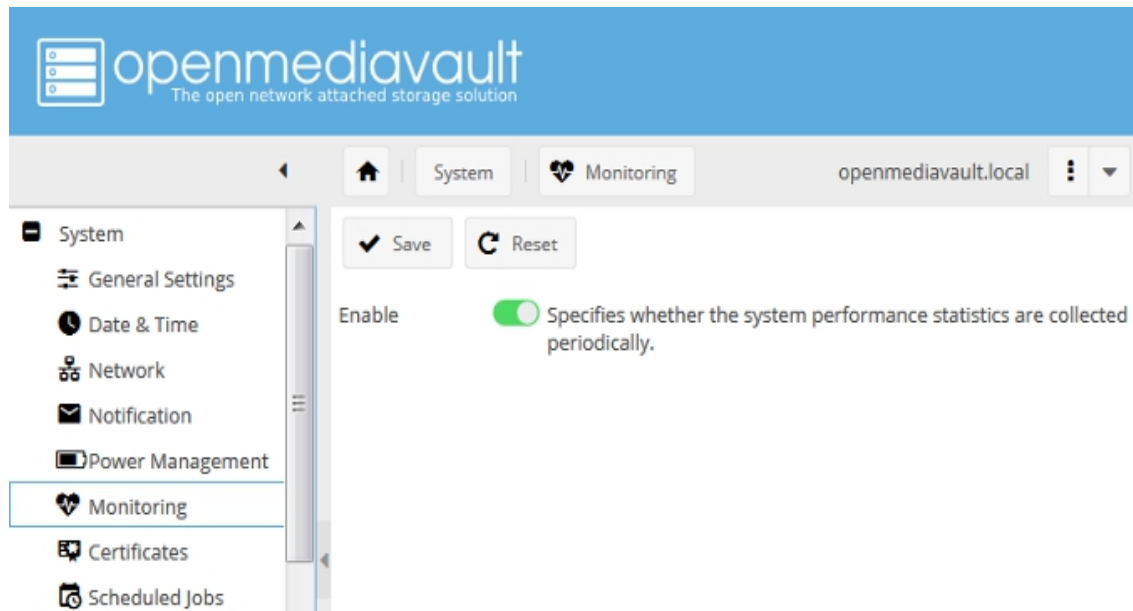 openmediavault
The open network attached storage solution
System
Monitoring
openmediavault.local
System
General Settings
Date & Time
Network
Notification
Power Management
Monitoring
Certificates
Scheduled Jobs
Save
Reset
Enable
Specifies whether the system performance statistics are collected
periodically.